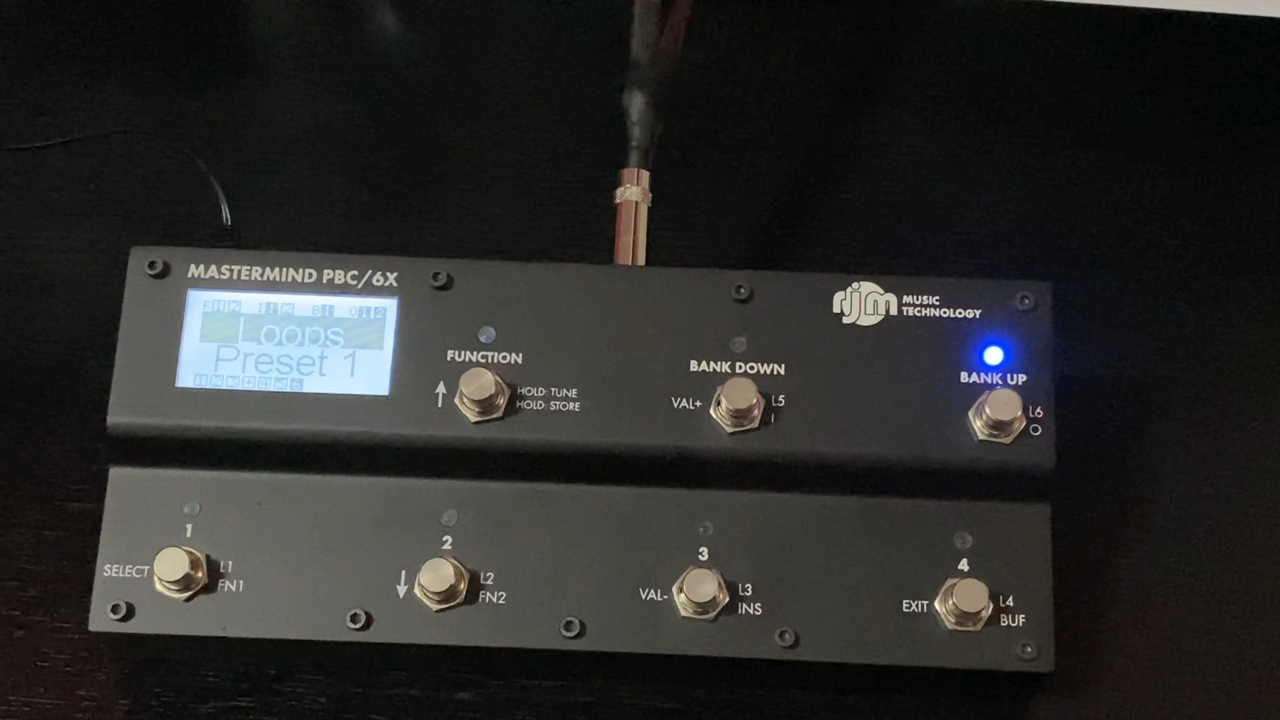 MASTERMIND PBC/6X
Loops
Preset 1
rjm MUSIC
TECHNOLOGY
FUNCTION
HOLD: TUNE
HOLD: STORE
BANK DOWN
VAL+
L5
I
BANK UP
L6
O
1
SELECT
L1
FN1
2
L2
FN2
3
VAL-
L3
INS
4
EXIT
L4
BUF